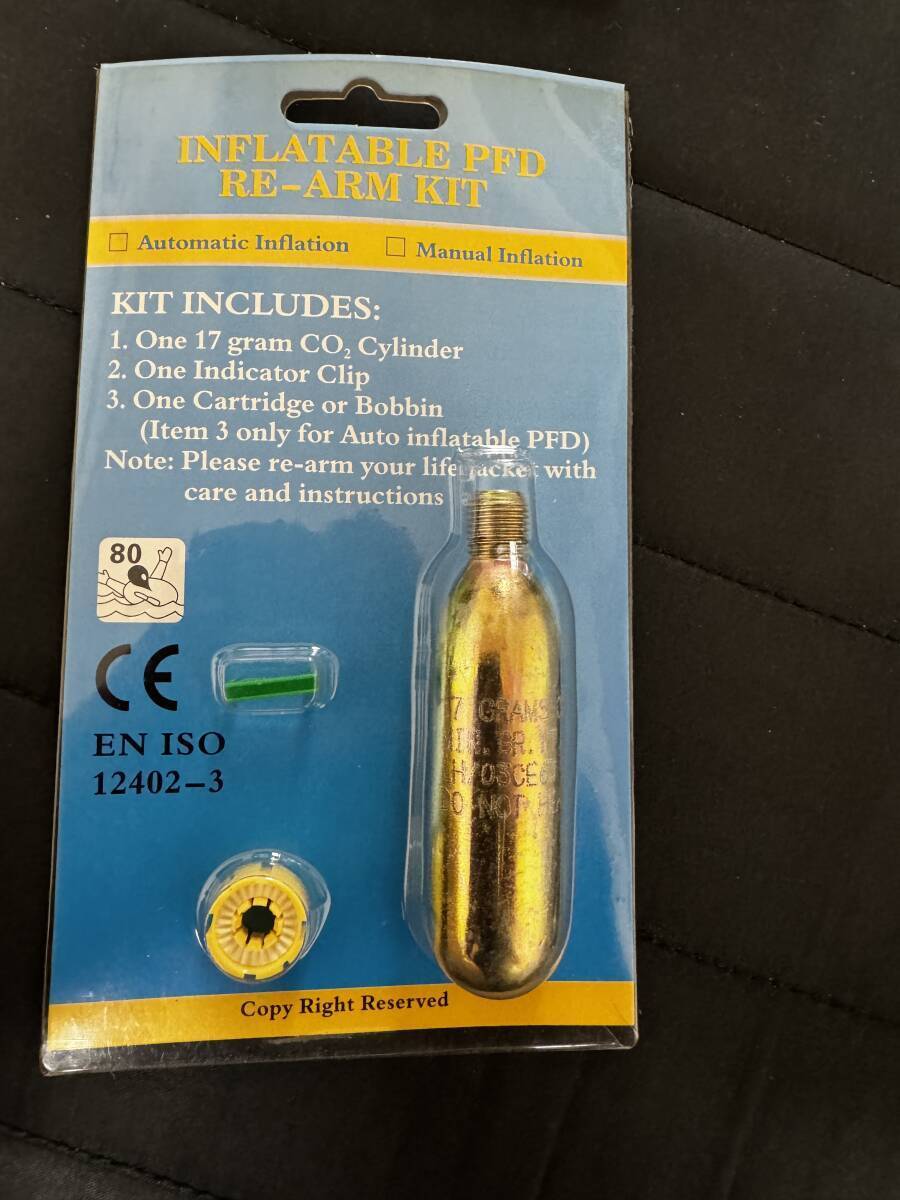 INFLATABLE PFD
RE-ARM KIT
Automatic Inflation
Manual Inflation
KIT INCLUDES:
1. One 17 gram CO₂ Cylinder
2. One Indicator Clip
3. One Cartridge or Bobbin
(Item 3 only for Auto inflatable PFD)
Note: Please re-arm your life jacket with
care and instructions
80
CE
EN ISO
12402-3
GRAMS
NOT
Copy Right Reserved